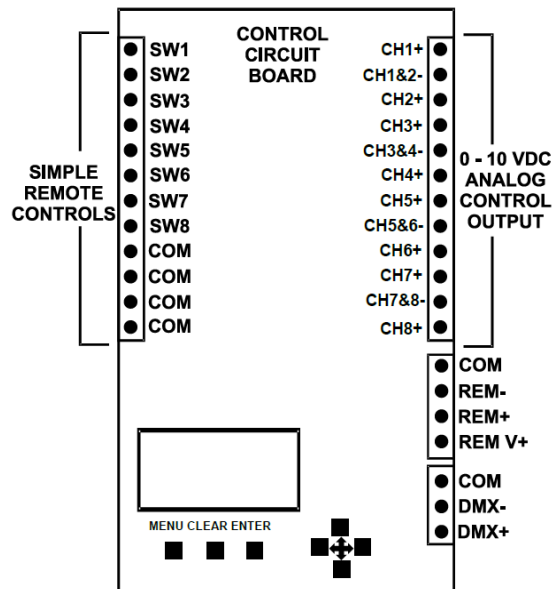 CONTROL
CIRCUIT
BOARD
SIMPLE
REMOTE
CONTROLS
SW1
SW2
SW3
SW4
SW5
SW6
SW7
SW8
COM
COM
COM
COM
CH1+
CH1&2-
CH2+
CH3+
CH3&4-
CH4+
CH5+
CH5&6-
CH6+
CH7+
CH7&8-
CH8+
0 - 10 VDC
ANALOG
CONTROL
OUTPUT
COM
REM-
REM+
REM V+
COM
DMX-
DMX+
MENU CLEAR ENTER